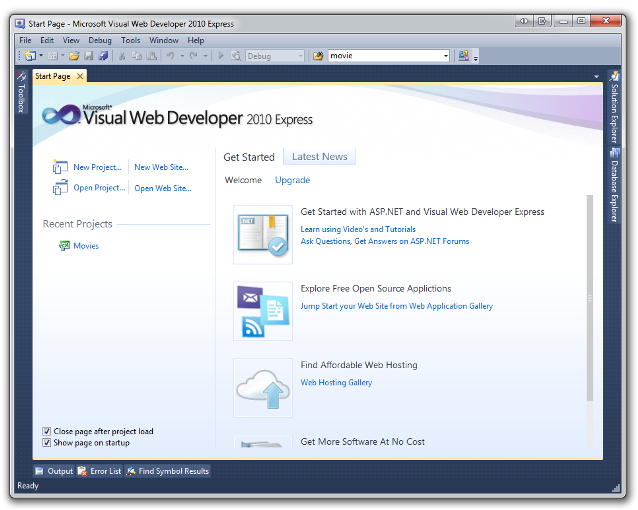 Start Page - Microsoft Visual Web Developer 2010 Express
File Edit View Debug Tools Window Help
Debug movie
Toolbox
Start Page
Solution Explorer
Database Explorer
Microsoft®
Visual Web Developer 2010 Express
New Project... New Web Site...
Open Project... Open Web Site...
Recent Projects
Movies
Get Started Latest News
Welcome Upgrade
.NET
Get Started with ASP.NET and Visual Web Developer Express
Learn using Video's and Tutorials
Ask Questions, Get Answers on ASP.NET Forums
Explore Free Open Source Applictions
Jump Start your Web Site from Web Application Gallery
Find Affordable Web Hosting
Web Hosting Gallery
Get More Software At No Cost
Close page after project load
Show page on startup
Output Error List Find Symbol Results
Ready